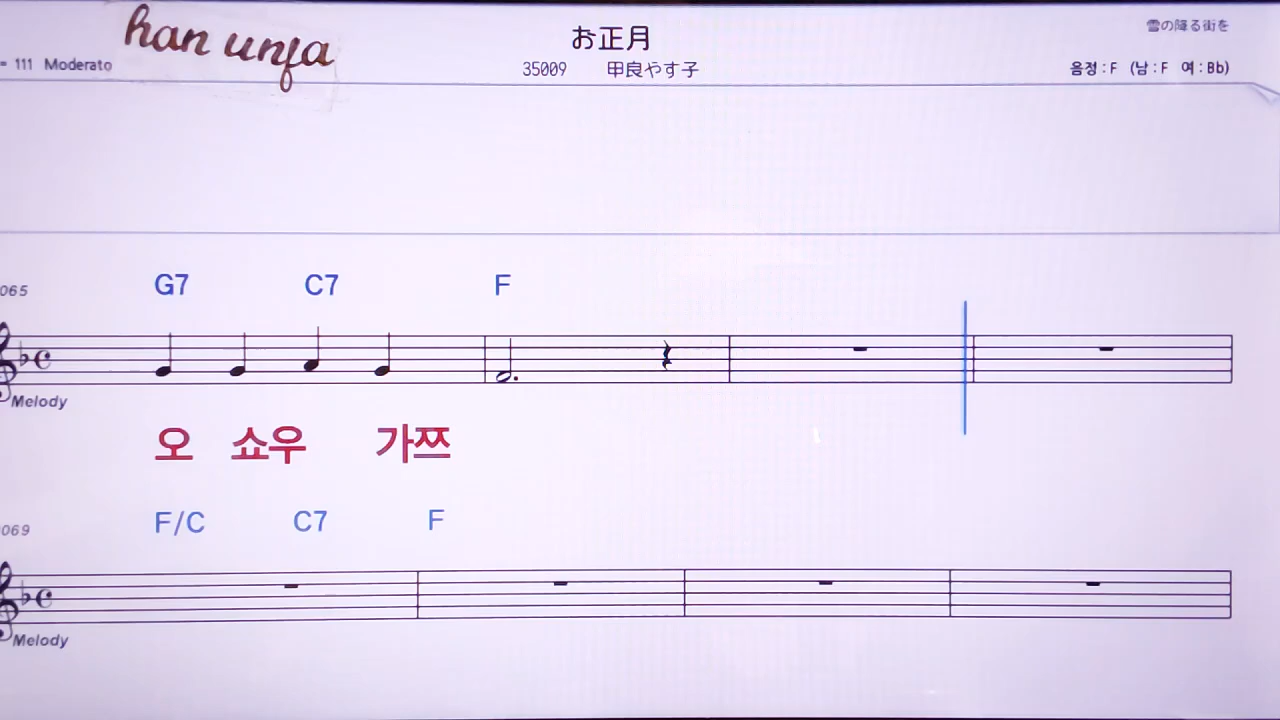 han unfa
お正月
雪の降る街を
= 111 Moderato
35009 甲良やす子
음정 : F (남 : F 여 : Bb)
065
G7 C7 F
Melody
오 쇼우 가쯔
069
F/C C7 F
Melody